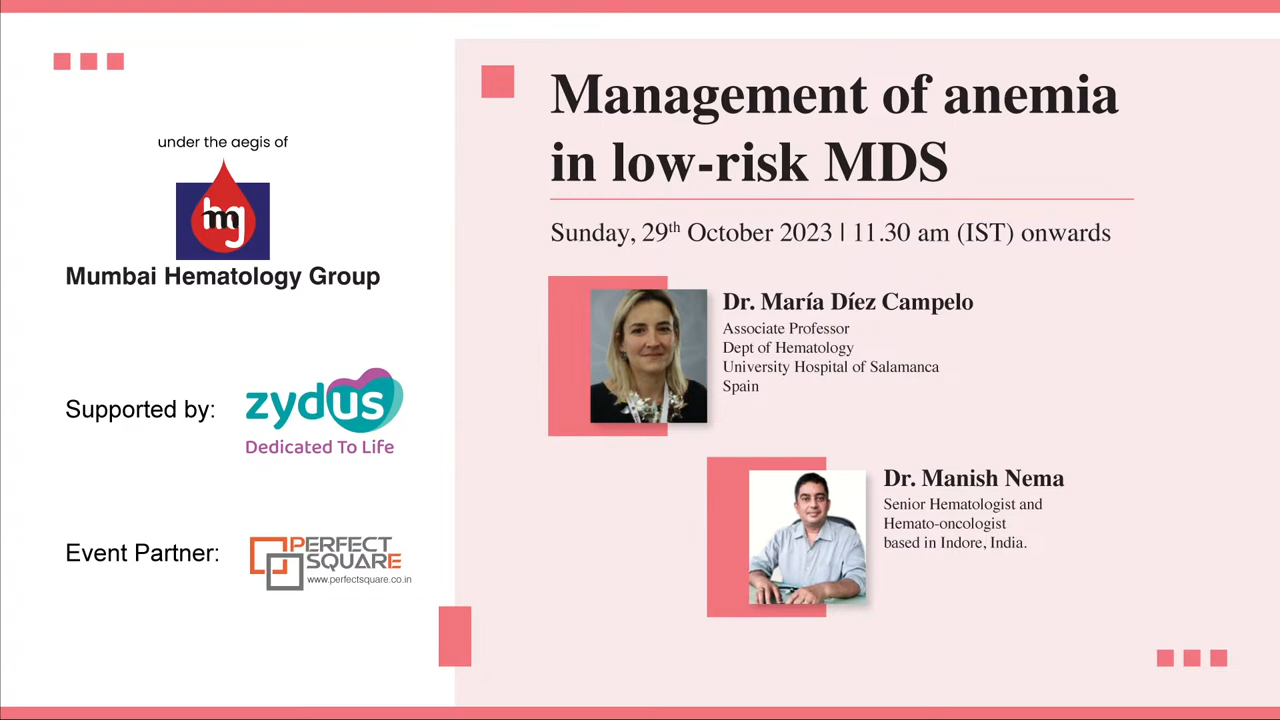 under the aegis of
hmg
Mumbai Hematology Group
Supported by:
zydus
Dedicated To Life
Event Partner:
PERFECT
SQUARE
www.perfectsquare.co.in
Management of anemia
in low-risk MDS
Sunday, 29th October 2023 | 11.30 am (IST) onwards
Dr. María Díez Campelo
Associate Professor
Dept of Hematology
University Hospital of Salamanca
Spain
Dr. Manish Nema
Senior Hematologist and
Hemato-oncologist
based in Indore, India.